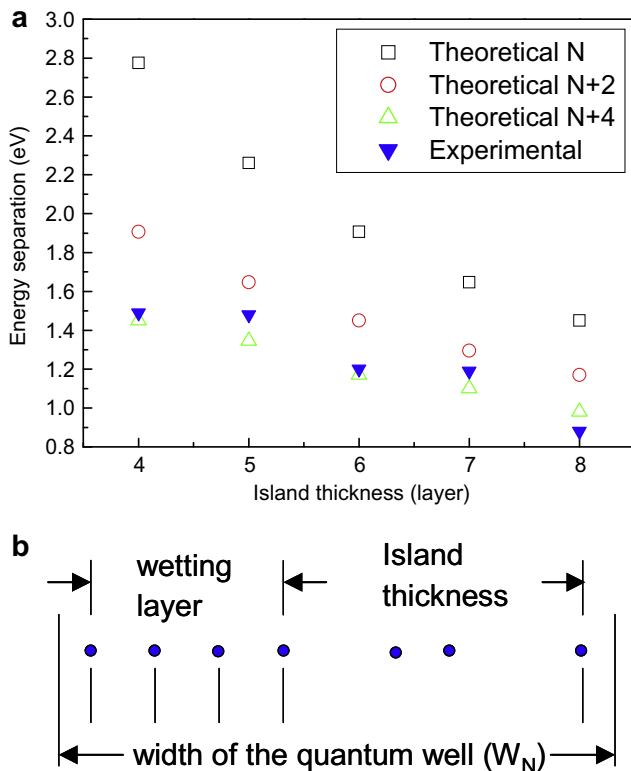 a
3.0
2.8
2.6
2.4
2.2
2.0
1.8
1.6
1.4
1.2
1.0
0.8
Energy separation (eV)
Theoretical N
Theoretical N+2
Theoretical N+4
Experimental
4 5 6 7 8
Island thickness (layer)
b
wetting
layer
Island
thickness
width of the quantum well (W_N)